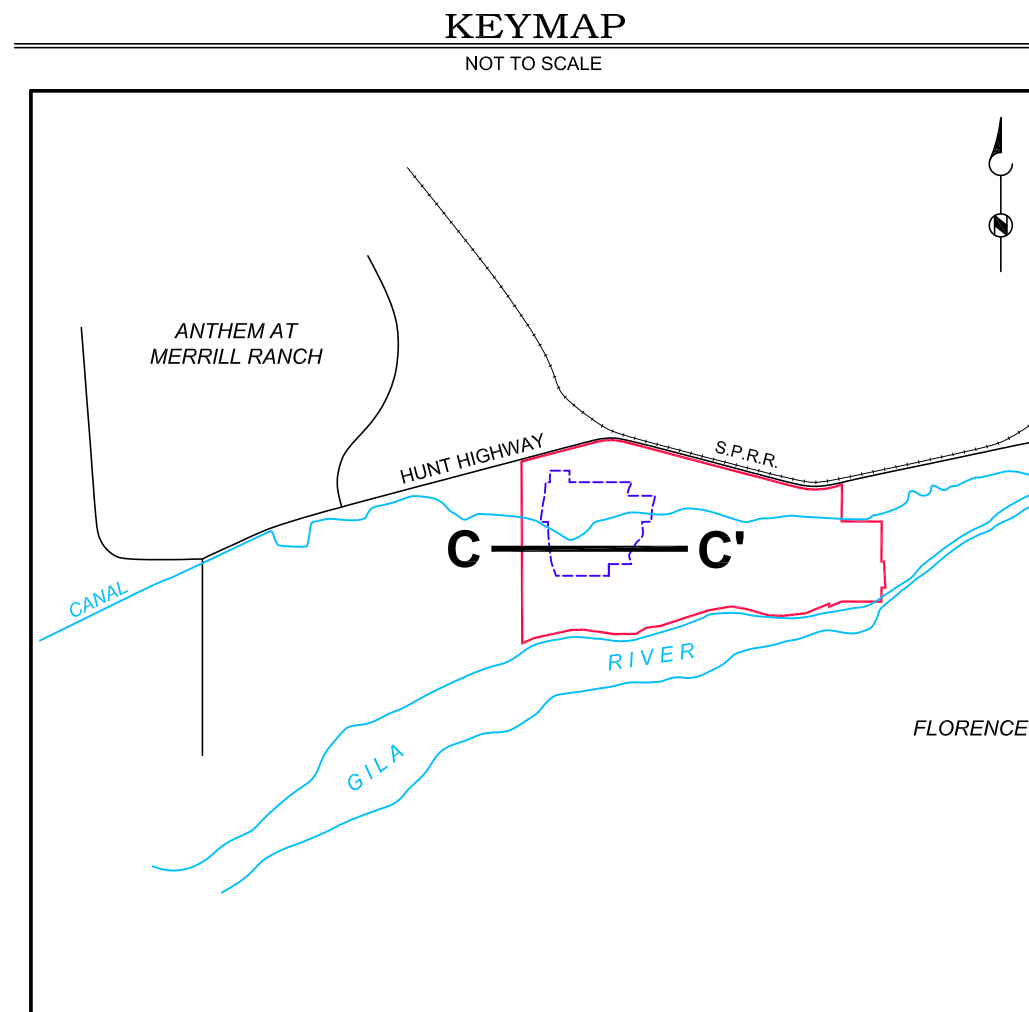 KEYMAP
NOT TO SCALE
N
ANTHEM AT
MERRILL RANCH
HUNT HIGHWAY
S.P.R.R.
C
C'
CANAL
RIVER
GILA
FLORENCE